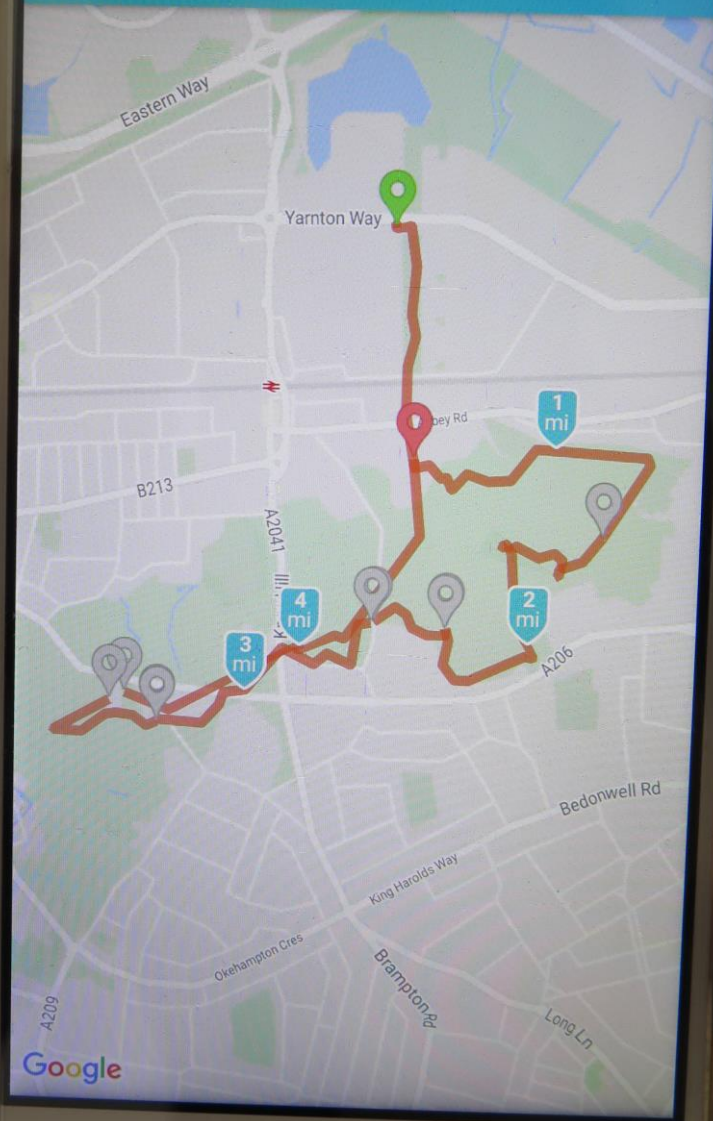 Eastern Way
Yarnton Way
bey Rd
1
mi
B213
A2041
4
mi
2
mi
3
mi
K
A206
Bedonwell Rd
King Harolds Way
Okehampton Cres
Brampton Rd
Long Ln
A209
Google